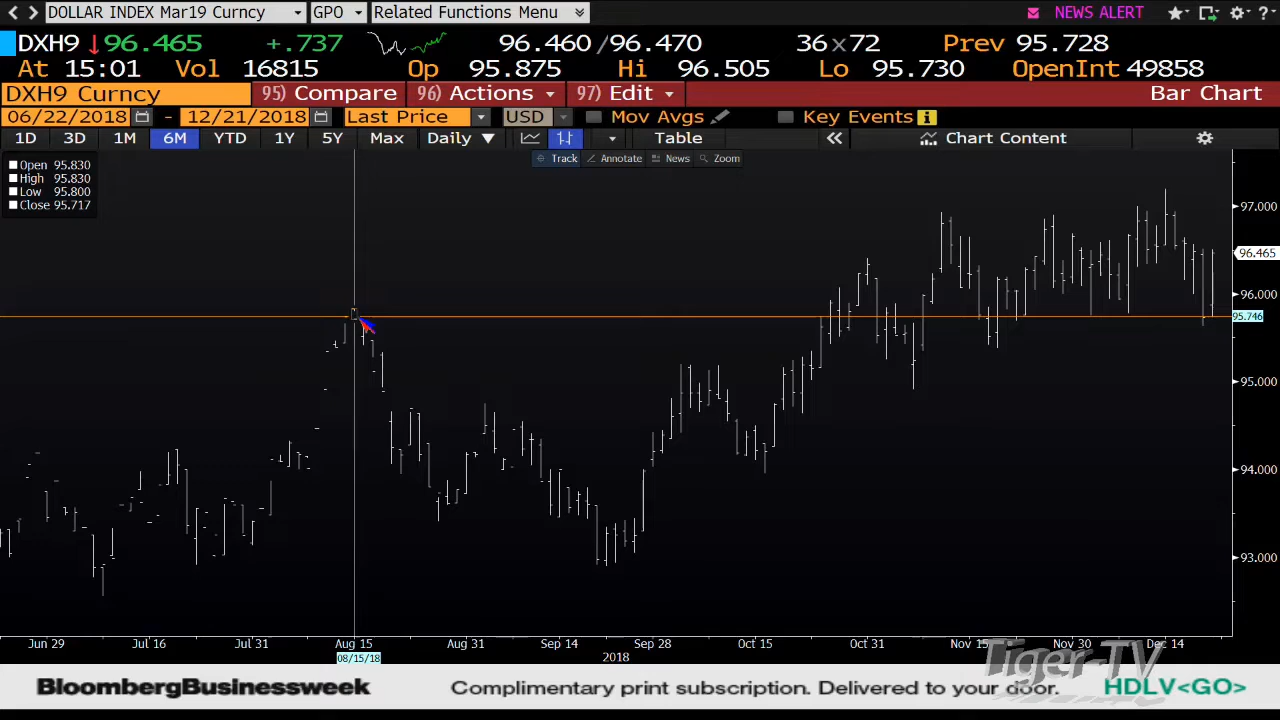 DOLLAR INDEX Mar19 Curncy GPO Related Functions Menu NEWS ALERT ?
DXH9 ↓96.465 +.737 96.460/96.470 36x72 Prev 95.728
At 15:01 Vol 16815 Op 95.875 Hi 96.505 Lo 95.730 OpenInt 49858
DXH9 Curncy 95) Compare 96) Actions 97) Edit Bar Chart
06/22/2018 - 12/21/2018 Last Price USD Mov Avgs Key Events i
1D 3D 1M 6M YTD 1Y 5Y Max Daily ▼ Table « Chart Content
Track Annotate News Zoom
Open 95.830
High 95.830
Low 95.800
Close 95.717
97.000
96.465
96.000
95.746
95.000
94.000
93.000
Jun 29 Jul 16 Jul 31 Aug 15 Aug 31 Sep 14 Sep 28 Oct 15 Oct 31 Nov 15 Nov 30 Dec 14
08/15/18 2018
Tiger-TV
BloombergBusinessweek Complimentary print subscription. Delivered to your door. HDLV<GO>